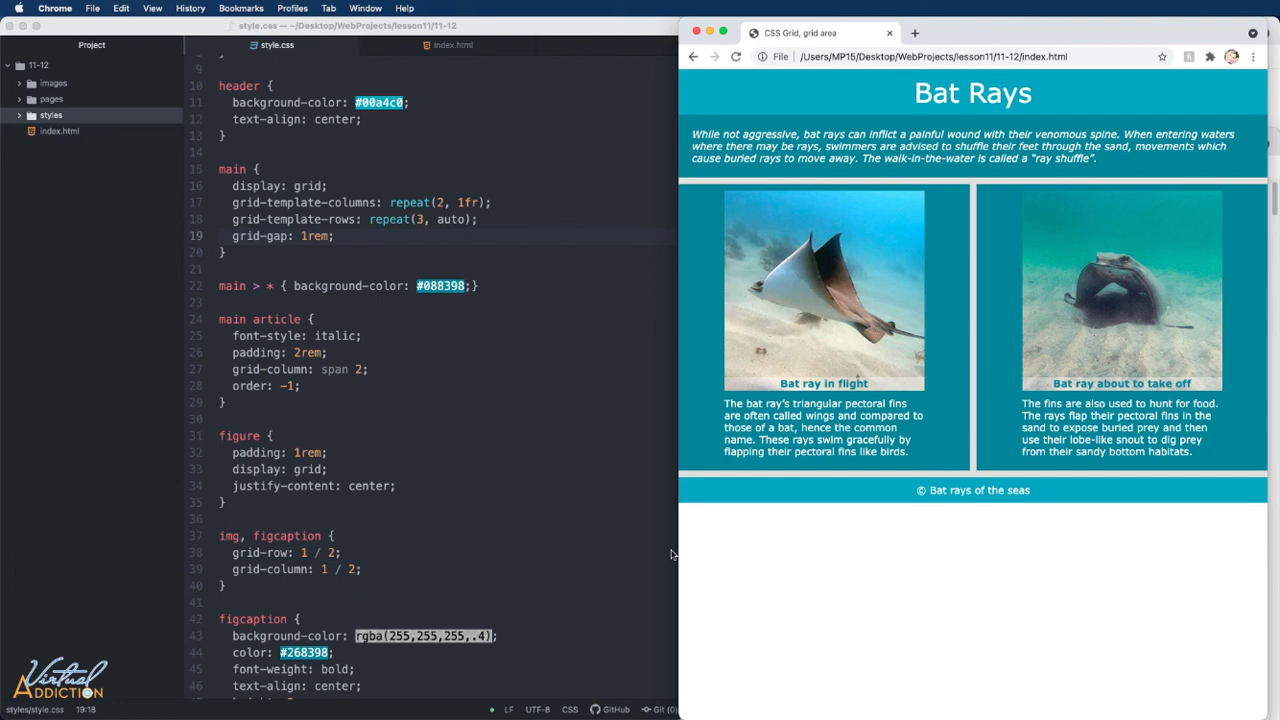 Chrome File Edit View History Bookmarks Profiles Tab Window Help
style.css — ~/Desktop/WebProjects/lesson11/11-12
Project
style.css
index.html
11-12
images
pages
styles
index.html
9
10 header {
11 background-color: #00a4c0;
12 text-align: center;
13 }
14
15 main {
16 display: grid;
17 grid-template-columns: repeat(2, 1fr);
18 grid-template-rows: repeat(3, auto);
19 grid-gap: 1rem;
20 }
21
22 main > * { background-color: #088398;}
23
24 main article {
25 font-style: italic;
26 padding: 2rem;
27 grid-column: span 2;
28 order: -1;
29 }
30
31 figure {
32 padding: 1rem;
33 display: grid;
34 justify-content: center;
35 }
36
37 img, figcaption {
38 grid-row: 1 / 2;
39 grid-column: 1 / 2;
40 }
41
42 figcaption {
43 background-color: rgba(255,255,255,.4);
44 color: #268398;
45 font-weight: bold;
46 text-align: center;
Virtual
ADDICTION
styles/style.css 19:18
LF UTF-8 CSS GitHub Git (0)
CSS Grid, grid area
File /Users/MP15/Desktop/WebProjects/lesson11/11-12/index.html
Bat Rays
While not aggressive, bat rays can inflict a painful wound with their venomous spine. When entering waters
where there may be rays, swimmers are advised to shuffle their feet through the sand, movements which
cause buried rays to move away. The walk-in-the-water is called a "ray shuffle".
Bat ray in flight
The bat ray's triangular pectoral fins
are often called wings and compared to
those of a bat, hence the common
name. These rays swim gracefully by
flapping their pectoral fins like birds.
Bat ray about to take off
The fins are also used to hunt for food.
The rays flap their pectoral fins in the
sand to expose buried prey and then
use their lobe-like snout to dig prey
from their sandy bottom habitats.
© Bat rays of the seas